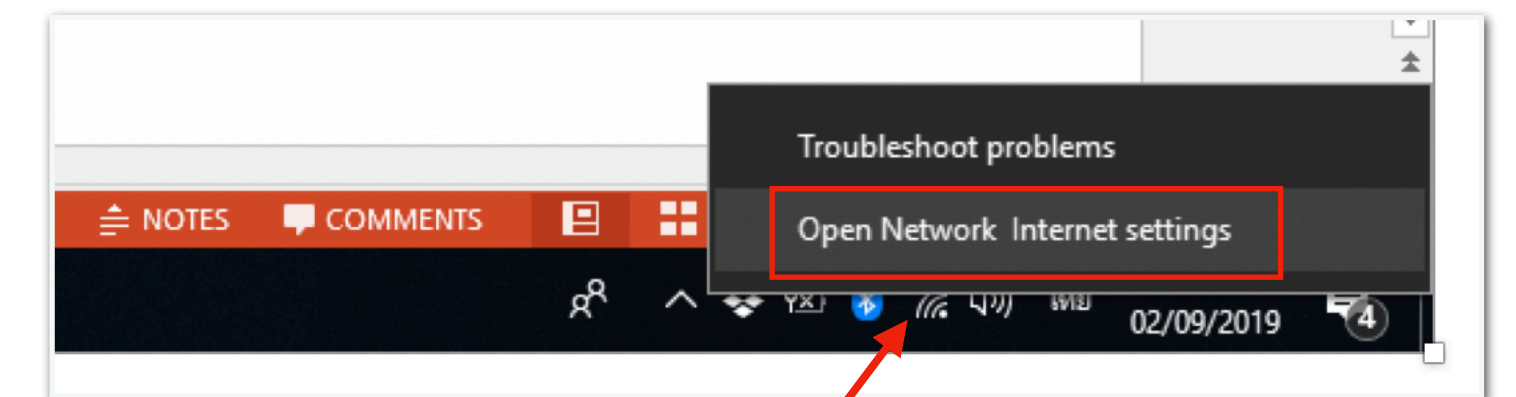 Troubleshoot problems
Open Network  Internet settings
NOTES
COMMENTS
02/09/2019
4